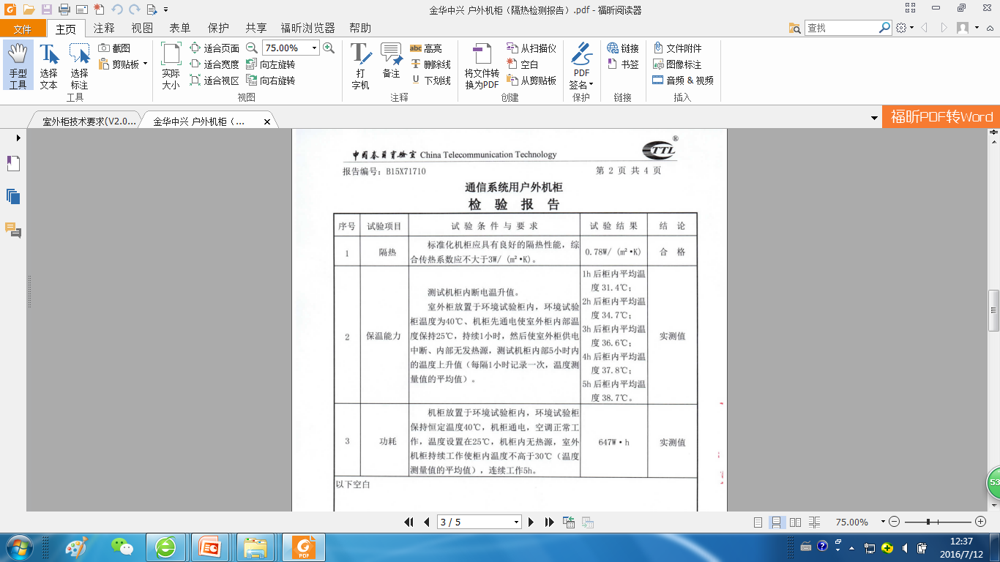 金华中兴 户外机柜（隔热检测报告）.pdf - 福昕阅读器
文件 主页 注释 视图 表单 保护 共享 福昕浏览器 帮助 查找
手型
工具
选择
文本
选择
标注
截图
剪贴板
工具
实际
大小
适合页面
适合宽度
适合视区
75.00%
向左旋转
向右旋转
视图
打
字机
备注
abc 高亮
T 删除线
U 下划线
注释
将文件转
换为PDF
从扫描仪
空白
从剪贴板
创建
PDF
签名
保护
链接
书签
链接
文件附件
图像标注
音频 & 视频
插入
室外柜技术要求(V2.0... 金华中兴 户外机柜（ ... 福昕PDF转Word
中国泰尔实验室 China Telecommunication Technology TTL ®
报告编号: B15X71710 第 2 页 共 4 页
通信系统用户外机柜
检 验 报 告
序号 试验项目 试 验 条 件 与 要 求 试 验 结 果 结 论
1 隔热
标准化机柜应具有良好的隔热性能，综
合传热系数应不大于3W/ (m²•K)。
0.78W/ (m²•K) 合 格
2 保温能力
测试机柜内断电温升值。
室外柜放置于环境试验柜内，环境试验
柜温度为40℃、机柜先通电使室外柜内部温
度保持25℃，持续1小时，然后使室外柜供电
中断、内部无发热源，测试机柜内部5小时内
的温度上升值（每隔1小时记录一次，温度测
量值的平均值）。
1h 后柜内平均温
度 31.4℃；
2h 后柜内平均温
度 34.7℃；
3h 后柜内平均温
度 36.6℃；
4h 后柜内平均温
度 37.8℃；
5h 后柜内平均温
度 38.7℃。
实测值
3 功耗
机柜放置于环境试验柜内，环境试验柜
保持恒定温度40℃，机柜通电，空调正常工
作，温度设置在25℃，机柜内无热源，室外
机柜持续工作使柜内温度不高于30℃（温度
测量值的平均值），连续工作5h。
647W•h 实测值
以下空白
53
3 / 5 75.00%
PDF
12:37
2016/7/12